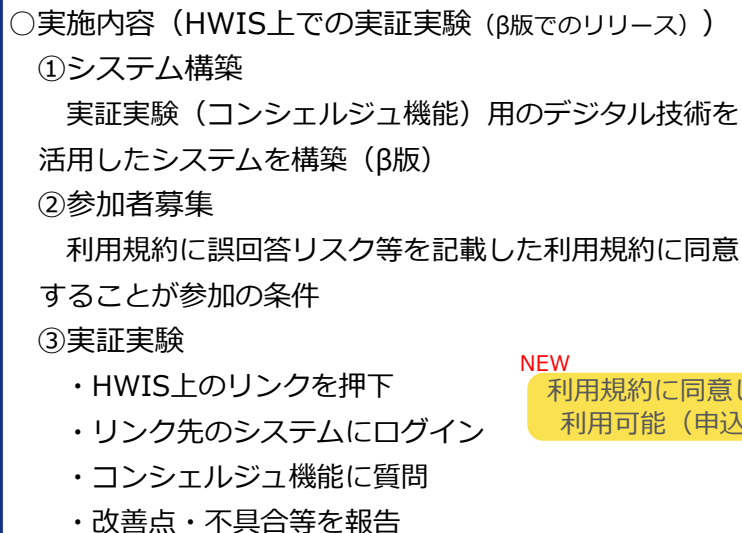 ○実施内容（HWIS上での実証実験（β版でのリリース））
①システム構築
実証実験（コンシェルジュ機能）用のデジタル技術を
活用したシステムを構築（β版）
②参加者募集
利用規約に誤回答リスク等を記載した利用規約に同意
することが参加の条件
③実証実験
・HWIS上のリンクを押下
・リンク先のシステムにログイン
・コンシェルジュ機能に質問
・改善点・不具合等を報告
NEW
利用規約に同意し
利用可能（申込